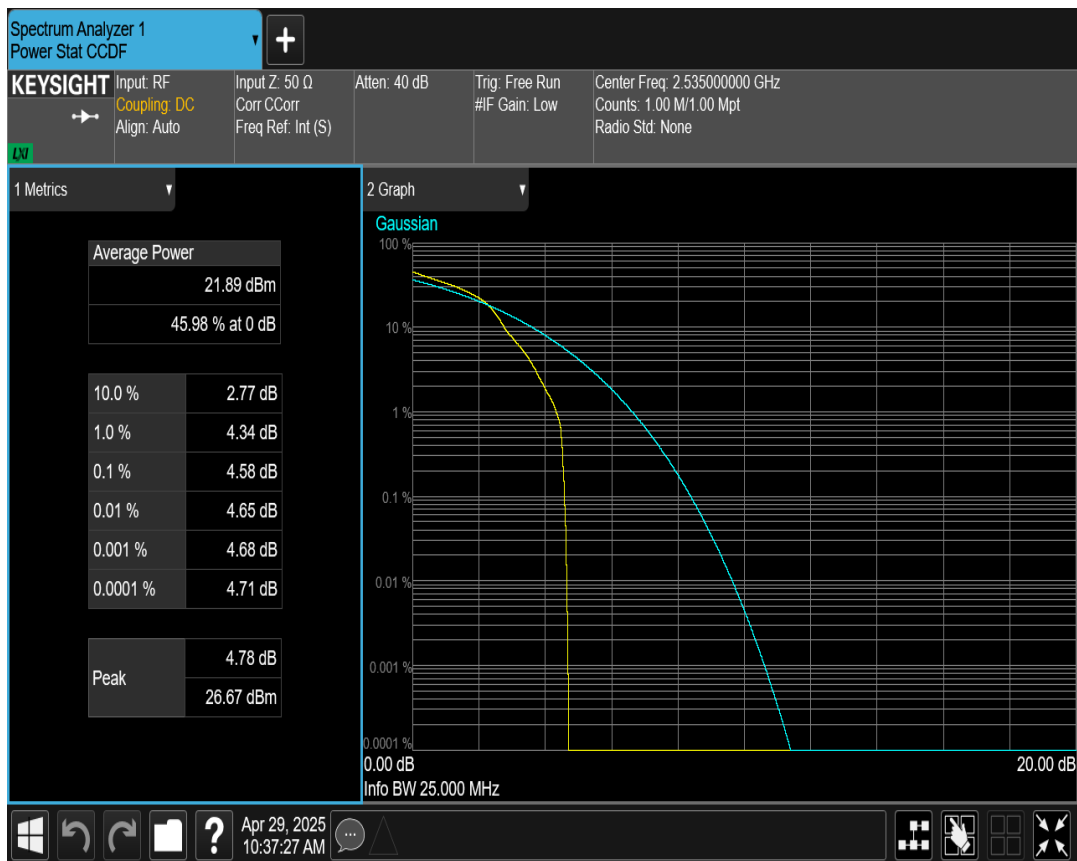 Spectrum Analyzer 1
Power Stat CCDF
+
KEYSIGHT
LXI
Input: RF
Coupling: DC
Align: Auto
Input Z: 50 Ω
Corr CCorr
Freq Ref: Int (S)
Atten: 40 dB
Trig: Free Run
#IF Gain: Low
Center Freq: 2.535000000 GHz
Counts: 1.00 M/1.00 Mpt
Radio Std: None
1 Metrics
Average Power
21.89 dBm
45.98 % at 0 dB
10.0 % 2.77 dB
1.0 % 4.34 dB
0.1 % 4.58 dB
0.01 % 4.65 dB
0.001 % 4.68 dB
0.0001 % 4.71 dB
Peak
4.78 dB
26.67 dBm
2 Graph
Gaussian
100 %
10 %
1 %
0.1 %
0.01 %
0.001 %
0.0001 %
0.00 dB 20.00 dB
Info BW 25.000 MHz
?
Apr 29, 2025
10:37:27 AM